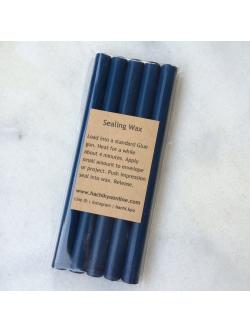 Sealing Wax
Load into a standard Glue
gun. Heat for a while
about 4 minutes. Apply
small amount to envelope
or project. Push impression
seal into wax. Release.
www.hachikyaonline.com